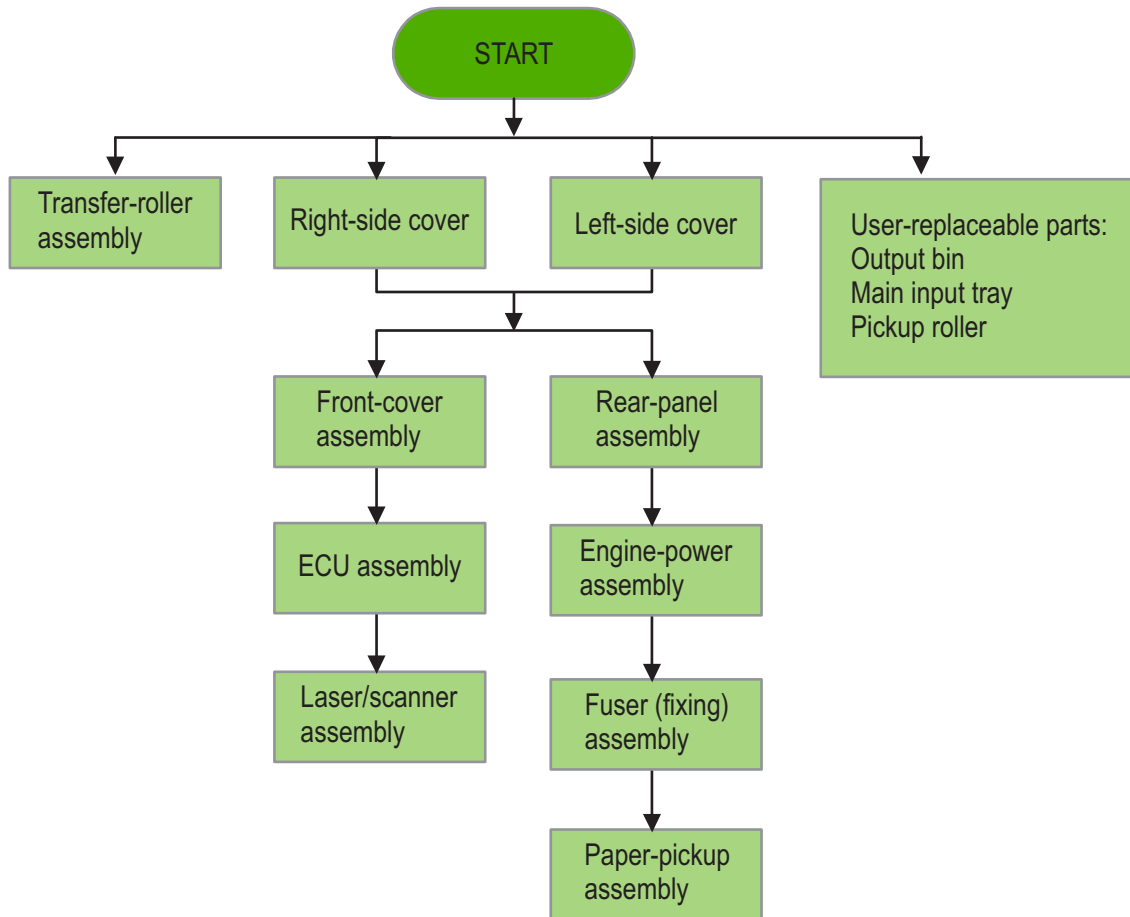 START
Transfer-roller
assembly
Right-side cover
Left-side cover
User-replaceable parts:
Output bin
Main input tray
Pickup roller
Front-cover
assembly
Rear-panel
assembly
ECU assembly
Engine-power
assembly
Laser/scanner
assembly
Fuser (fixing)
assembly
Paper-pickup
assembly